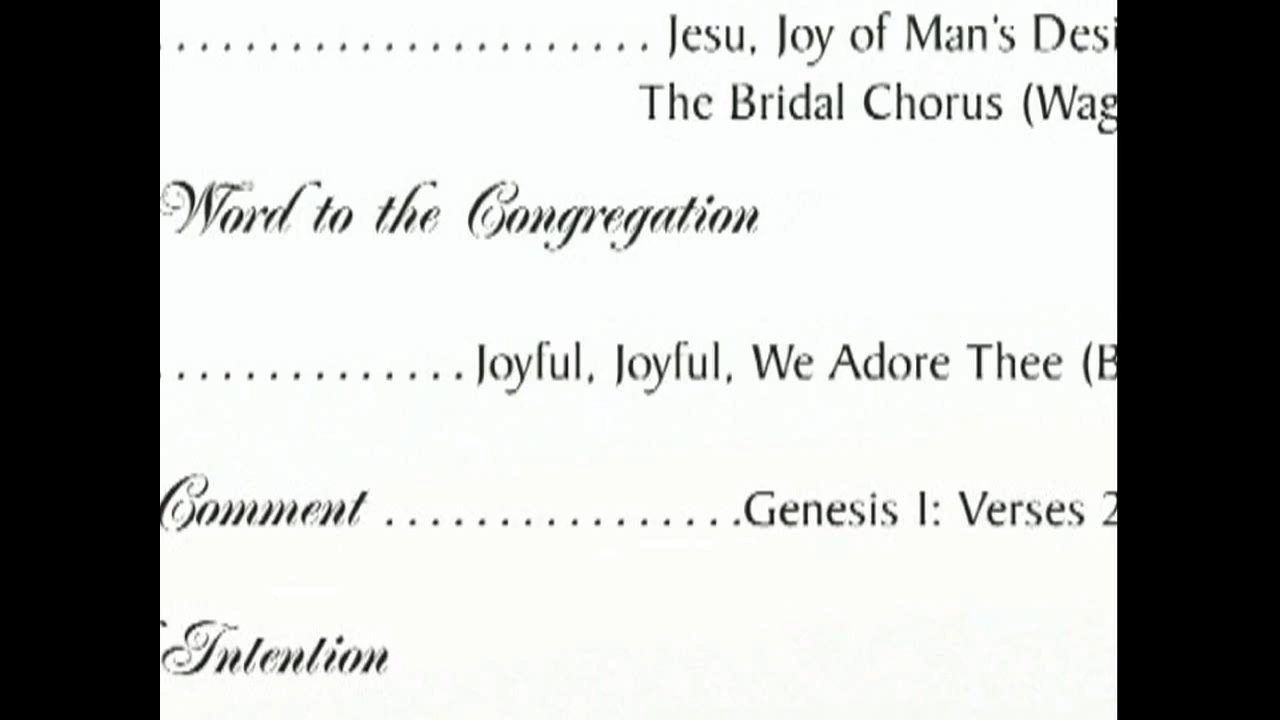 . . . . . . . . . . . . . . . . . . . . . Jesu, Joy of Man's Desi
The Bridal Chorus (Wag
Word to the Congregation
. . . . . . . . . . . . . Joyful, Joyful, We Adore Thee (B
Comment . . . . . . . . . . . . . . . .Genesis I: Verses 2
Intention